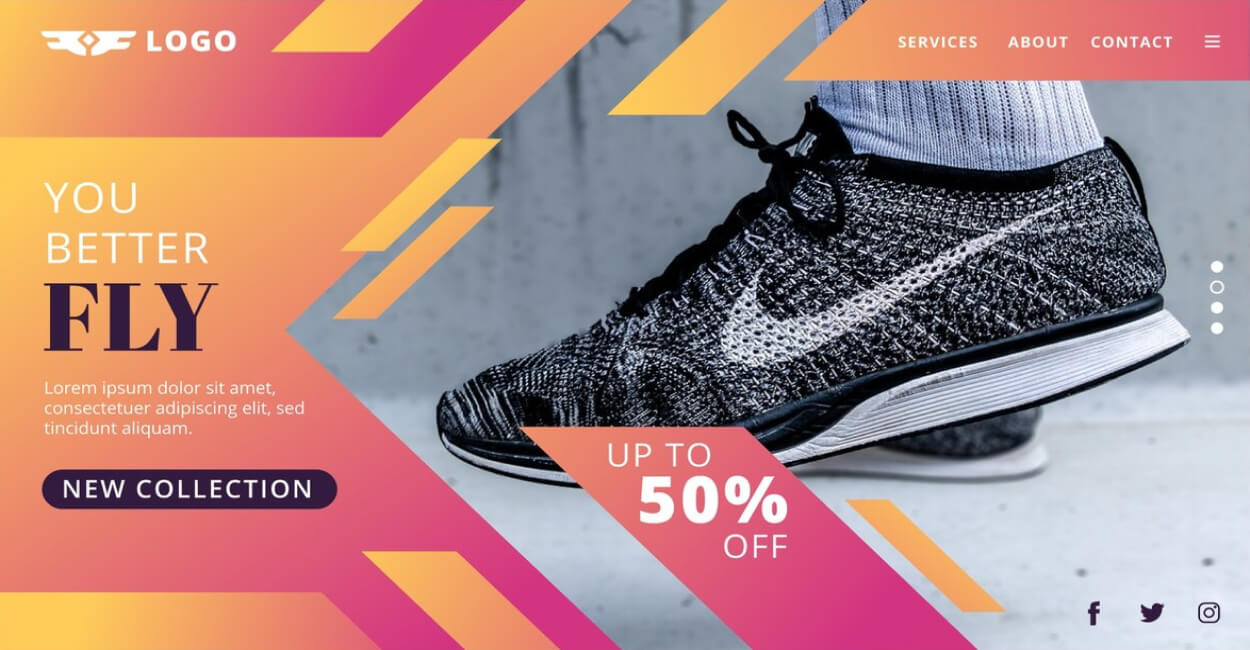 LOGO
SERVICES ABOUT CONTACT
YOU
BETTER
FLY
Lorem ipsum dolor sit amet,
consectetuer adipiscing elit, sed
tincidunt aliquam.
NEW COLLECTION
UP TO
50%
OFF